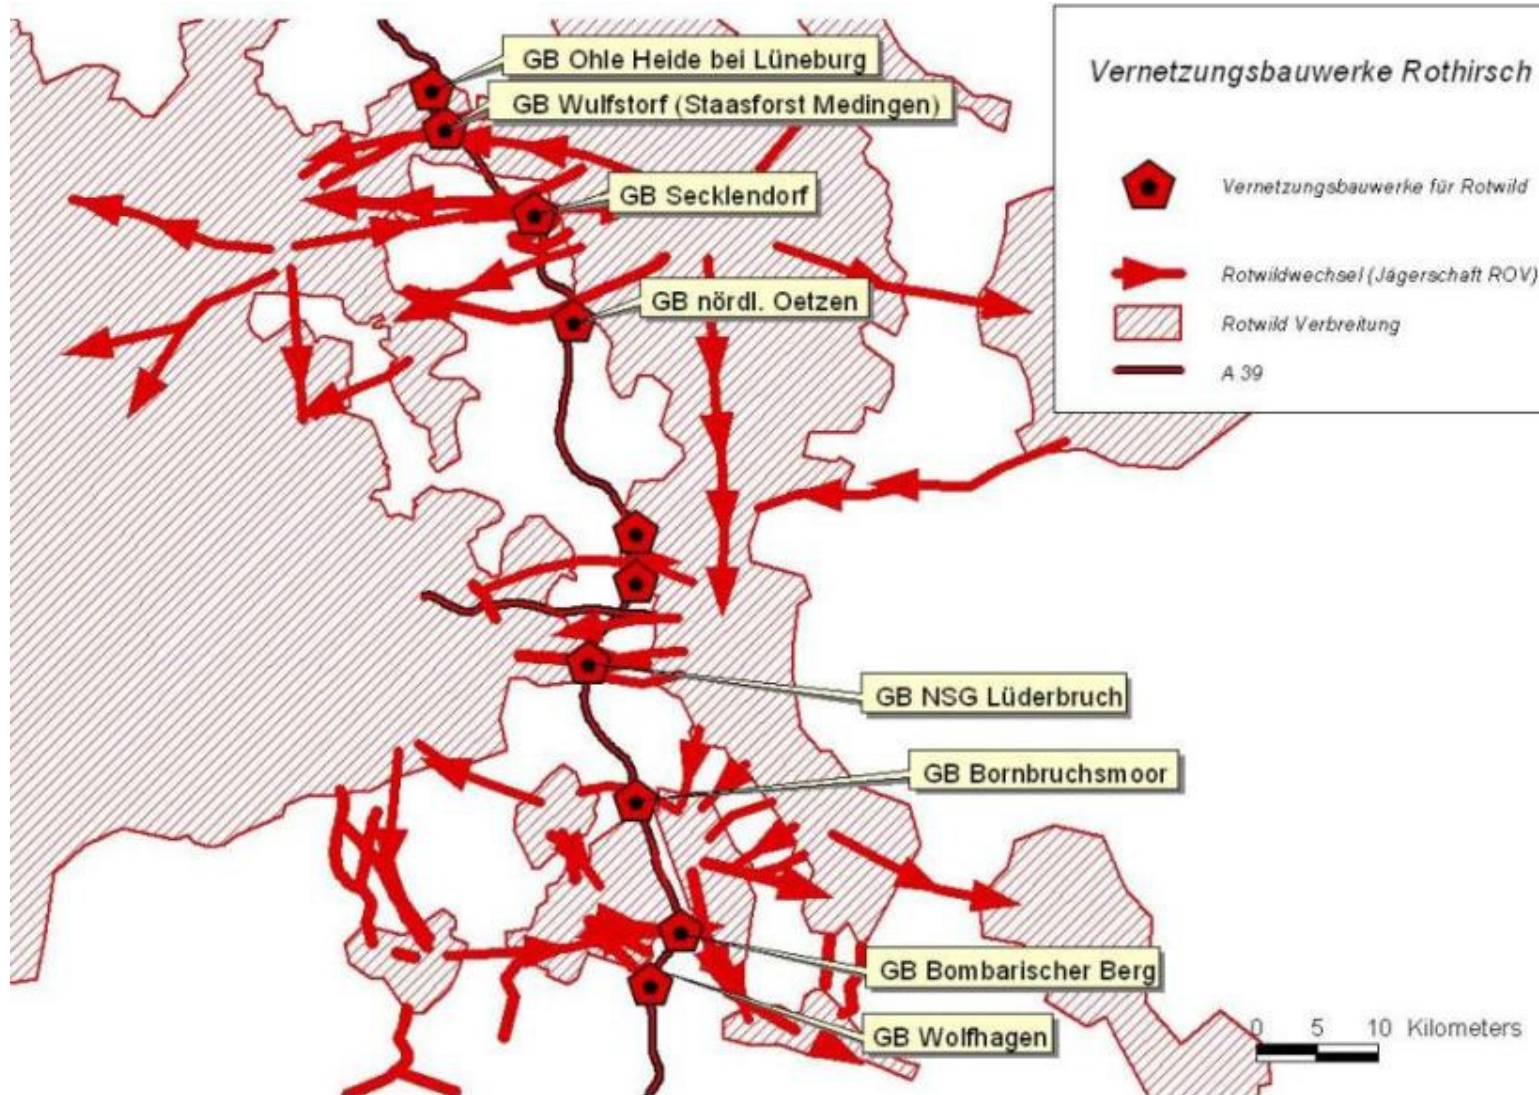 GB Ohle Heide bei Lüneburg
GB Wulfstorf (Staasforst Medingen)
GB Secklendorf
GB nördl. Oetzen
GB NSG Lüderbruch
GB Bornbruchsmoor
GB Bombarischer Berg
GB Wolfhagen
Vernetzungsbauwerke Rothirsch
Vernetzungsbauwerke für Rotwild
Rotwildwechsel (Jägerschaft ROV)
Rotwild Verbreitung
A 39
0 5 10 Kilometers